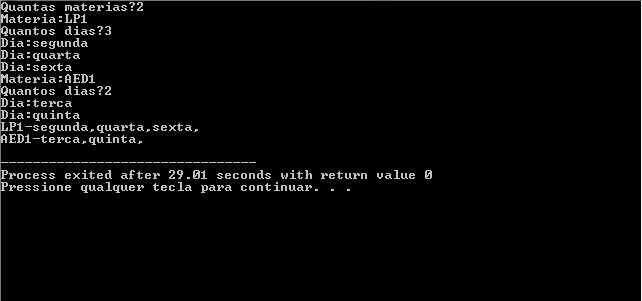 Quantas materias?2
Materia:LP1
Quantos dias?3
Dia:segunda
Dia:quarta
Dia:sexta
Materia:AED1
Quantos dias?2
Dia:terca
Dia:quinta
LP1-segunda,quarta,sexta,
AED1-terca,quinta,
--------------------------------
Process exited after 29.01 seconds with return value 0
Pressione qualquer tecla para continuar. . .